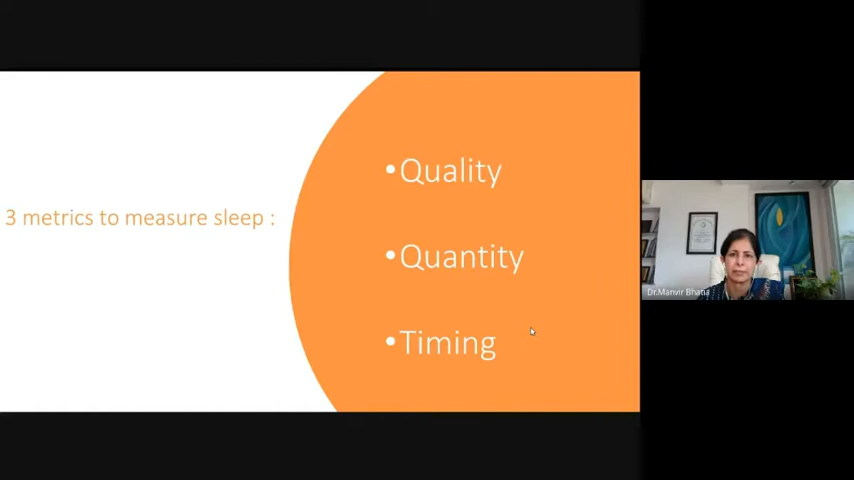 3 metrics to measure sleep :
•Quality
•Quantity
•Timing
Dr.Manvir Bhatia